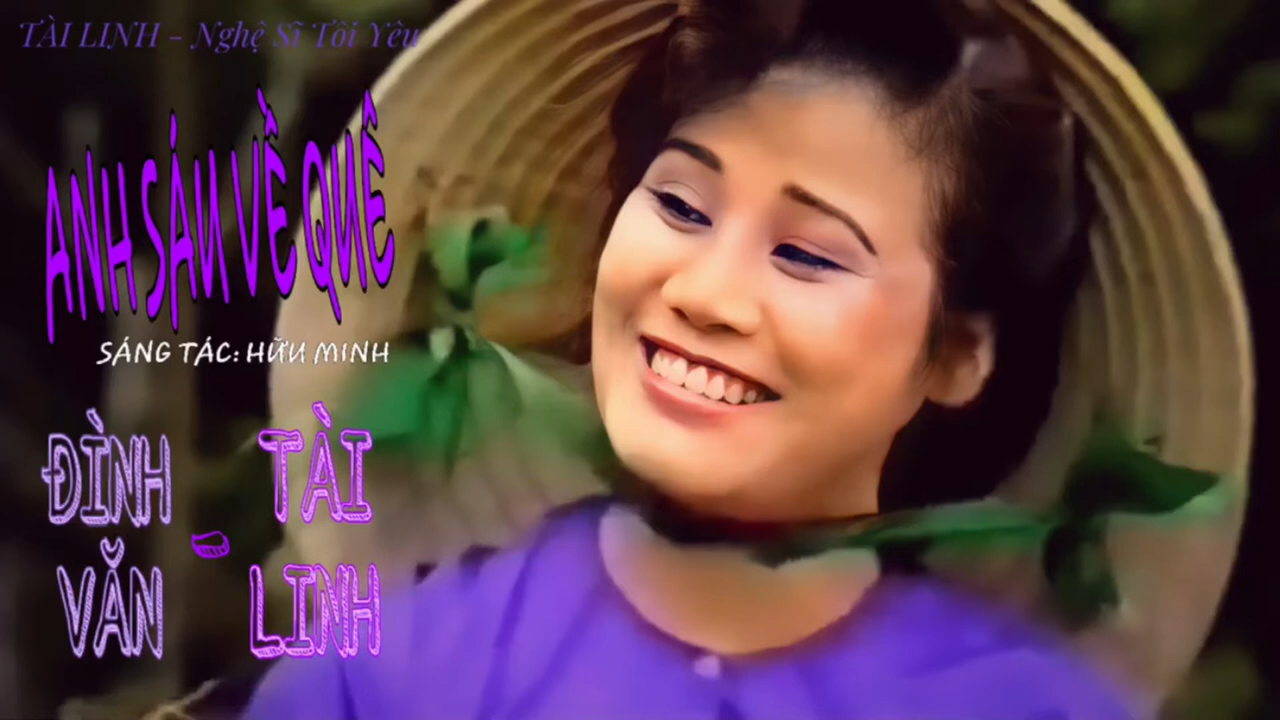 TÀI LINH - Nghệ Sĩ Tôi Yêu
ANH SÁU VỀ QUÊ
SÁNG TÁC: HỮU MINH
ĐÌNH VĂN - TÀI LINH